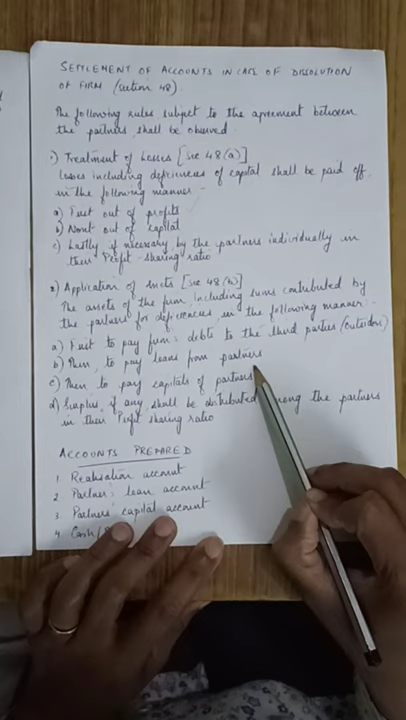 SETTLEMENT OF ACCOUNTS IN CASE OF DISSOLUTION
OF FIRM (section 48).
The following rules, subject to the agreement between
the partners shall be observed.
1) Treatment of Losses [sec 48(a)]
Losses including deficiencies of capital shall be paid off
in the following manner:-
a) First out of profits
b) Next out of capital
c) Lastly, if necessary, by the partners individually in
their Profit-sharing ratio
2) Application of [sec 48(b)]
The assets of the firm, including sums contributed by
the partners for deficiencies in the following manner:-
a) First to pay firm's debts to the third parties (outsiders)
b) Then, to pay loans from partners
c) Then to pay capitals of partners
d) Surplus, if any shall be distributed among the partners
in their Profit sharing ratio
ACCOUNTS PREPARED
1. Realisation account
2. Partner's loan account
3. Partners' capital account
4. Cash/